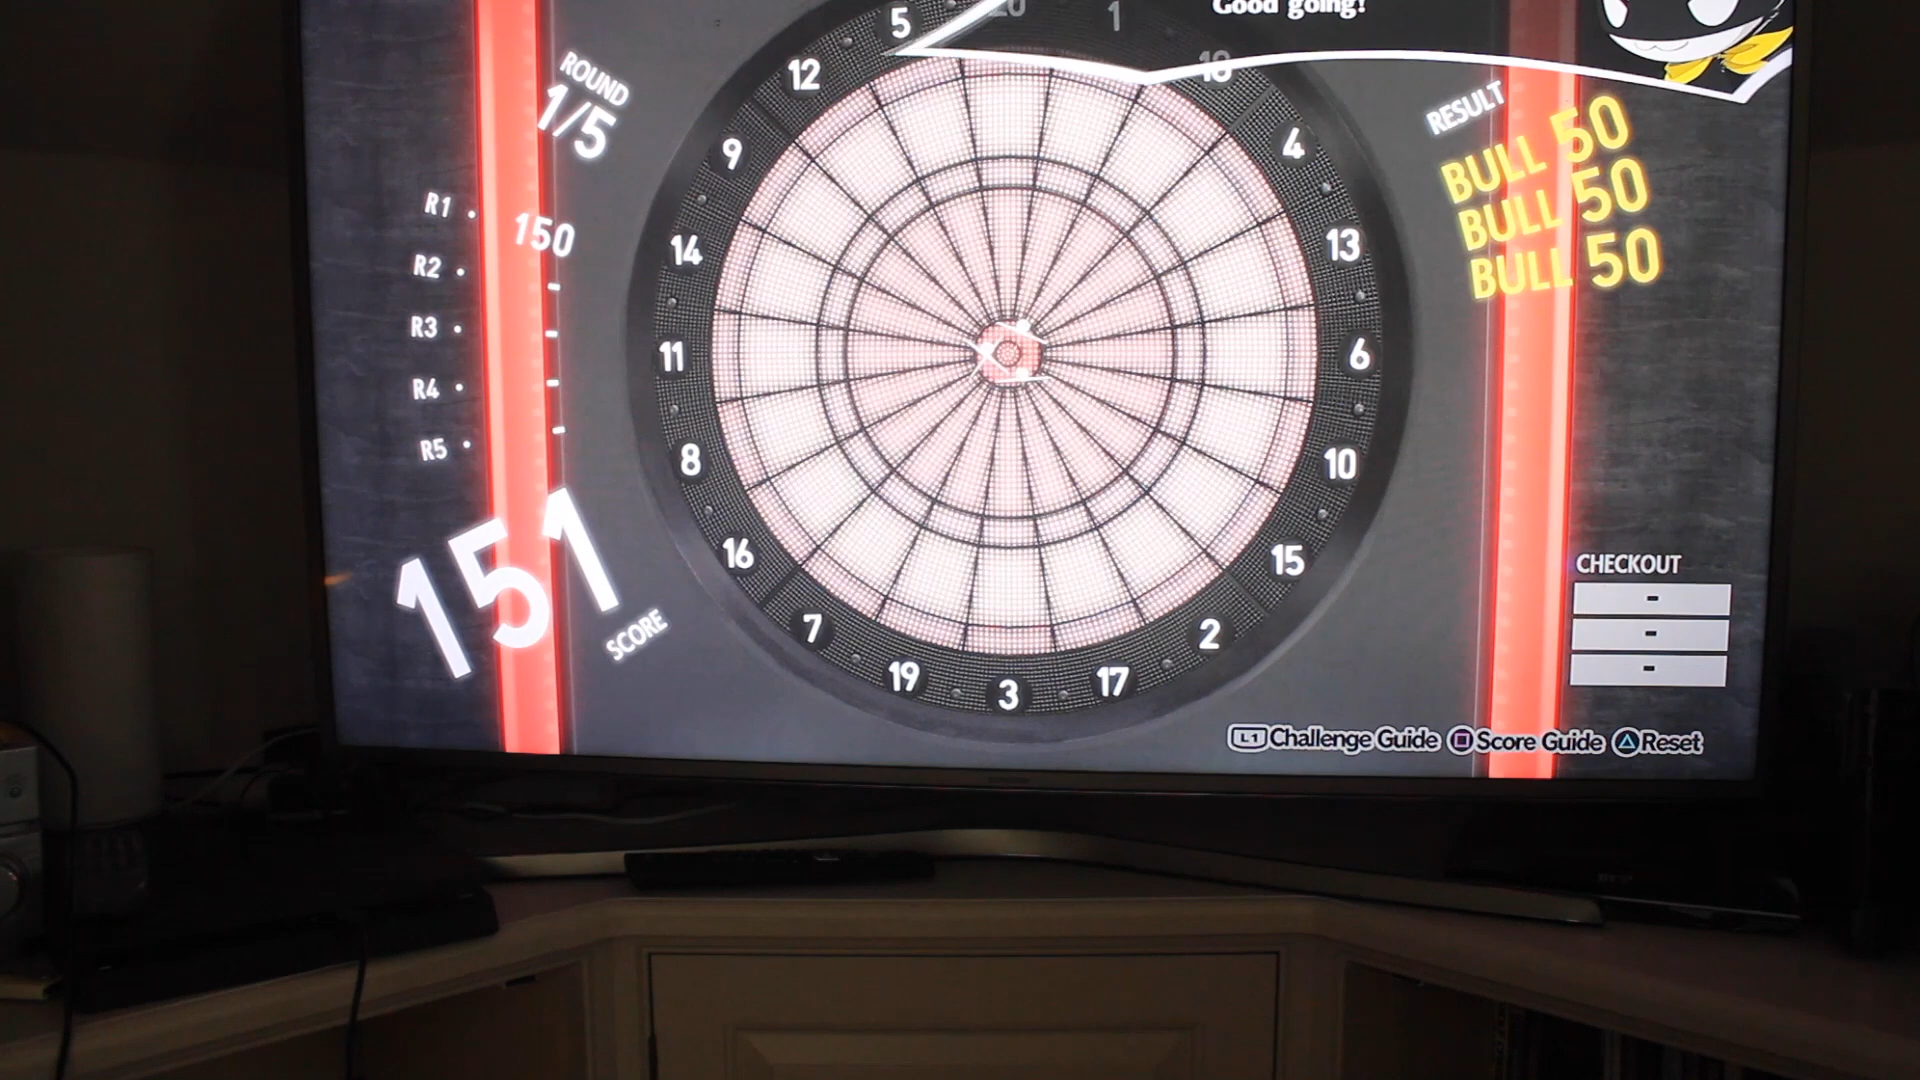 Good going!
ROUND
1/5
R1 150
R2 -
R3 -
R4 -
R5 -
151
SCORE
20
1
18
4
13
6
10
15
2
17
3
19
7
16
8
11
14
9
12
5
RESULT
BULL 50
BULL 50
BULL 50
CHECKOUT
-
-
-
L1 Challenge Guide Score Guide Reset